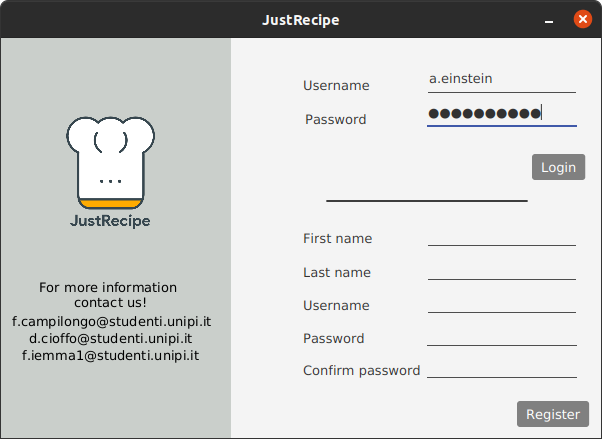 JustRecipe
JustRecipe
For more information
contact us!
f.campilongo@studenti.unipi.it
d.cioffo@studenti.unipi.it
f.iemma1@studenti.unipi.it
Username a.einstein
Password ●●●●●●●●●●
Login
First name
Last name
Username
Password
Confirm password
Register